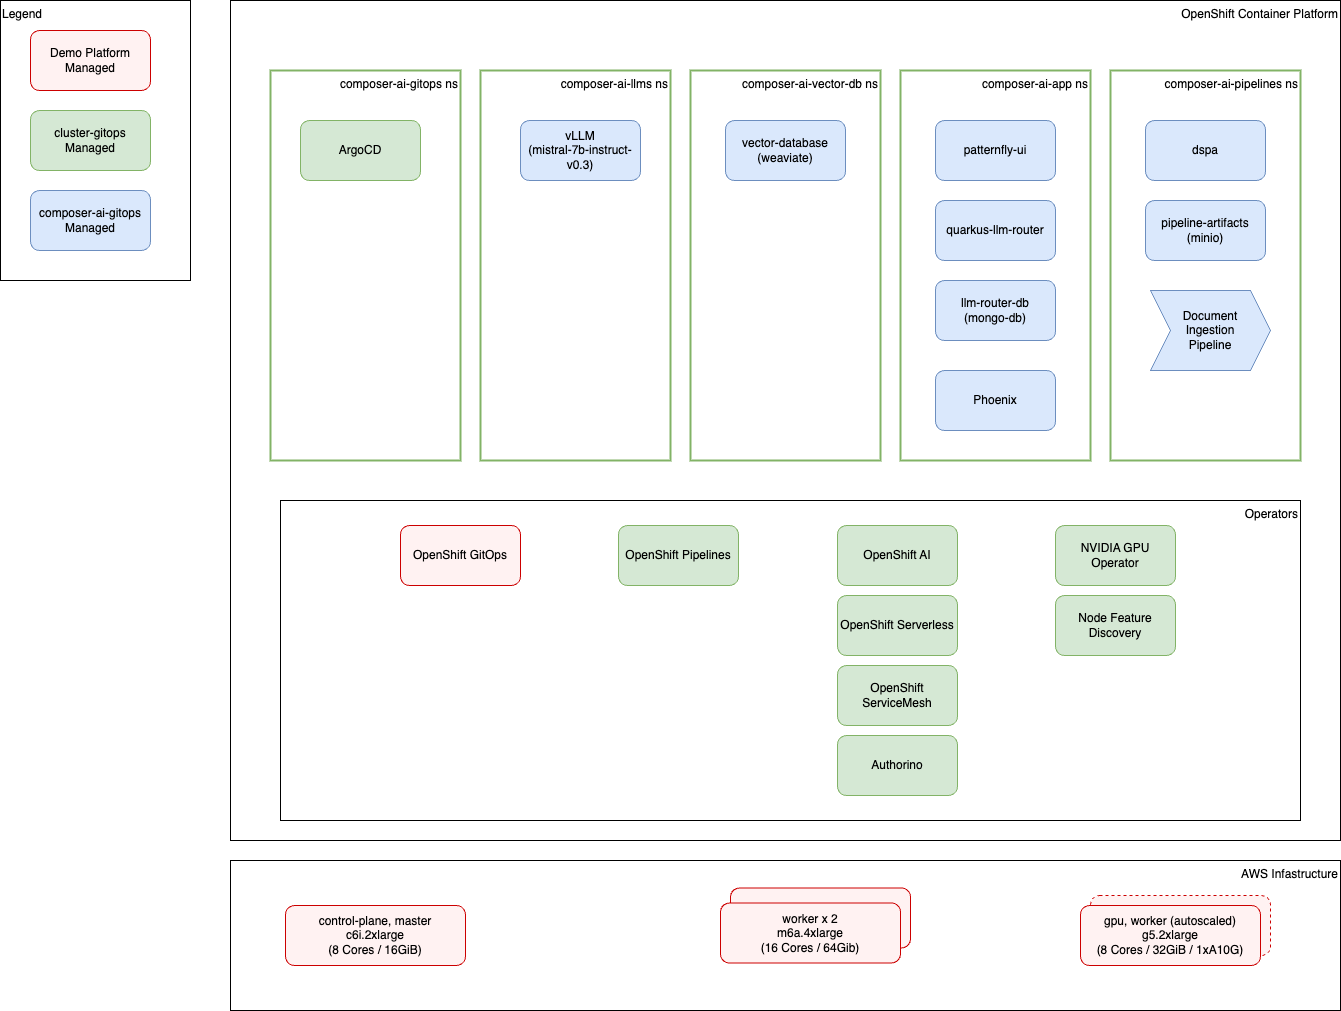 Legend
Demo Platform
Managed
cluster-gitops
Managed
composer-ai-gitops
Managed
OpenShift Container Platform
composer-ai-gitops ns
ArgoCD
composer-ai-llms ns
vLLM
(mistral-7b-instruct-
v0.3)
composer-ai-vector-db ns
vector-database
(weaviate)
composer-ai-app ns
patternfly-ui
quarkus-llm-router
llm-router-db
(mongo-db)
Phoenix
composer-ai-pipelines ns
dspa
pipeline-artifacts
(minio)
Document
Ingestion
Pipeline
Operators
OpenShift GitOps
OpenShift Pipelines
OpenShift AI
OpenShift Serverless
OpenShift
ServiceMesh
Authorino
NVIDIA GPU
Operator
Node Feature
Discovery
AWS Infastructure
control-plane, master
c6i.2xlarge
(8 Cores / 16GiB)
worker x 2
m6a.4xlarge
(16 Cores / 64Gib)
gpu, worker (autoscaled)
g5.2xlarge
(8 Cores / 32GiB / 1xA10G)